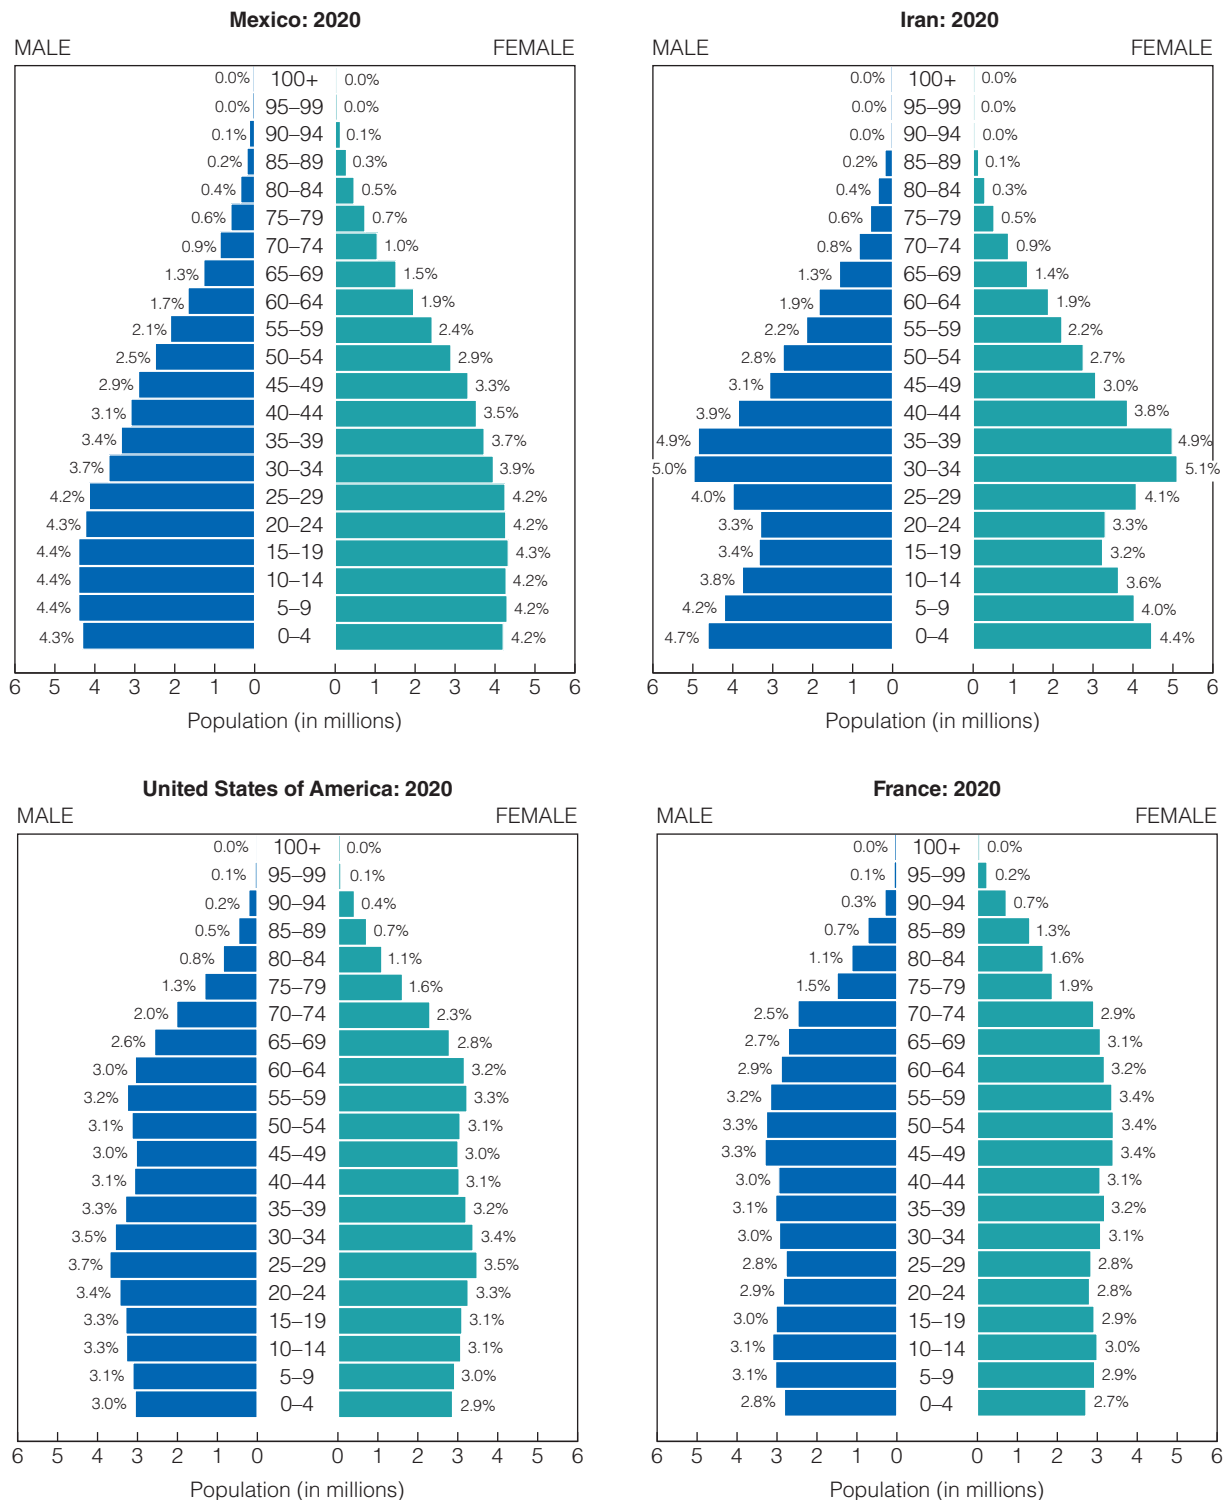 Mexico: 2020
MALE FEMALE
0.0% 100+ 0.0%
0.0% 95–99 0.0%
0.1% 90–94 0.1%
0.2% 85–89 0.3%
0.4% 80–84 0.5%
0.6% 75–79 0.7%
0.9% 70–74 1.0%
1.3% 65–69 1.5%
1.7% 60–64 1.9%
2.1% 55–59 2.4%
2.5% 50–54 2.9%
2.9% 45–49 3.3%
3.1% 40–44 3.5%
3.4% 35–39 3.7%
3.7% 30–34 3.9%
4.2% 25–29 4.2%
4.3% 20–24 4.2%
4.4% 15–19 4.3%
4.4% 10–14 4.2%
4.4% 5–9 4.2%
4.3% 0–4 4.2%
6 5 4 3 2 1 0 0 1 2 3 4 5 6
Population (in millions)
Iran: 2020
MALE FEMALE
0.0% 100+ 0.0%
0.0% 95–99 0.0%
0.0% 90–94 0.0%
0.2% 85–89 0.1%
0.4% 80–84 0.3%
0.6% 75–79 0.5%
0.8% 70–74 0.9%
1.3% 65–69 1.4%
1.9% 60–64 1.9%
2.2% 55–59 2.2%
2.8% 50–54 2.7%
3.1% 45–49 3.0%
3.9% 40–44 3.8%
4.9% 35–39 4.9%
5.0% 30–34 5.1%
4.0% 25–29 4.1%
3.3% 20–24 3.3%
3.4% 15–19 3.2%
3.8% 10–14 3.6%
4.2% 5–9 4.0%
4.7% 0–4 4.4%
6 5 4 3 2 1 0 0 1 2 3 4 5 6
Population (in millions)
United States of America: 2020
MALE FEMALE
0.0% 100+ 0.0%
0.1% 95–99 0.1%
0.2% 90–94 0.4%
0.5% 85–89 0.7%
0.8% 80–84 1.1%
1.3% 75–79 1.6%
2.0% 70–74 2.3%
2.6% 65–69 2.8%
3.0% 60–64 3.2%
3.2% 55–59 3.3%
3.1% 50–54 3.1%
3.0% 45–49 3.0%
3.1% 40–44 3.1%
3.3% 35–39 3.2%
3.5% 30–34 3.4%
3.7% 25–29 3.5%
3.4% 20–24 3.3%
3.3% 15–19 3.1%
3.3% 10–14 3.1%
3.1% 5–9 3.0%
3.0% 0–4 2.9%
6 5 4 3 2 1 0 0 1 2 3 4 5 6
Population (in millions)
France: 2020
MALE FEMALE
0.0% 100+ 0.0%
0.1% 95–99 0.2%
0.3% 90–94 0.7%
0.7% 85–89 1.3%
1.1% 80–84 1.6%
1.5% 75–79 1.9%
2.5% 70–74 2.9%
2.7% 65–69 3.1%
2.9% 60–64 3.2%
3.2% 55–59 3.4%
3.3% 50–54 3.4%
3.3% 45–49 3.4%
3.0% 40–44 3.1%
3.1% 35–39 3.2%
3.0% 30–34 3.1%
2.8% 25–29 2.8%
2.9% 20–24 2.8%
3.0% 15–19 2.9%
3.1% 10–14 3.0%
3.1% 5–9 2.9%
2.8% 0–4 2.7%
6 5 4 3 2 1 0 0 1 2 3 4 5 6
Population (in millions)